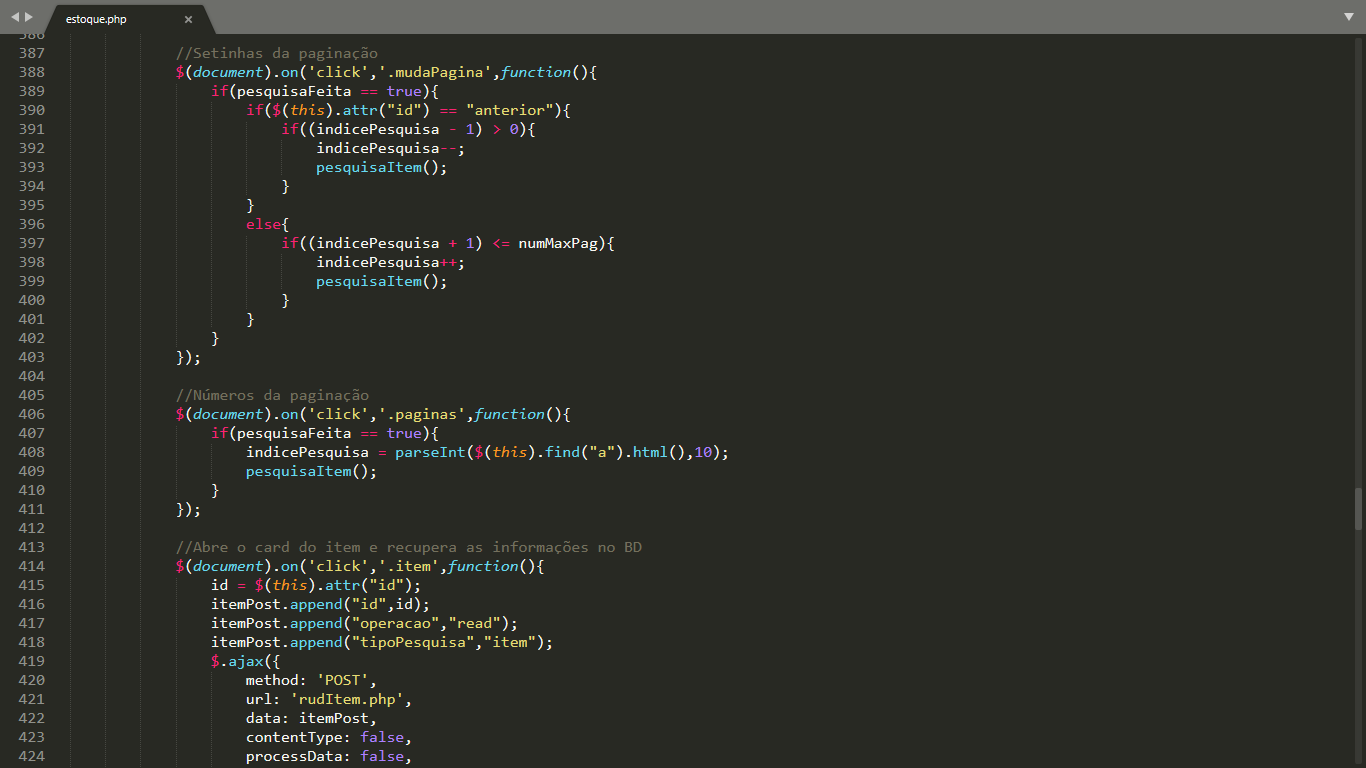 estoque.php
386
387 //Setinhas da paginação
388 $(document).on('click','.mudaPagina',function(){
389 if(pesquisaFeita == true){
390 if($(this).attr("id") == "anterior"){
391 if((indicePesquisa - 1) > 0){
392 indicePesquisa--;
393 pesquisaItem();
394 }
395 }
396 else{
397 if((indicePesquisa + 1) <= numMaxPag){
398 indicePesquisa++;
399 pesquisaItem();
400 }
401 }
402 }
403 });
404
405 //Números da paginação
406 $(document).on('click','.paginas',function(){
407 if(pesquisaFeita == true){
408 indicePesquisa = parseInt($(this).find("a").html(),10);
409 pesquisaItem();
410 }
411 });
412
413 //Abre o card do item e recupera as informações no BD
414 $(document).on('click','.item',function(){
415 id = $(this).attr("id");
416 itemPost.append("id",id);
417 itemPost.append("operacao","read");
418 itemPost.append("tipoPesquisa","item");
419 $.ajax({
420 method: 'POST',
421 url: 'rudItem.php',
422 data: itemPost,
423 contentType: false,
424 processData: false,